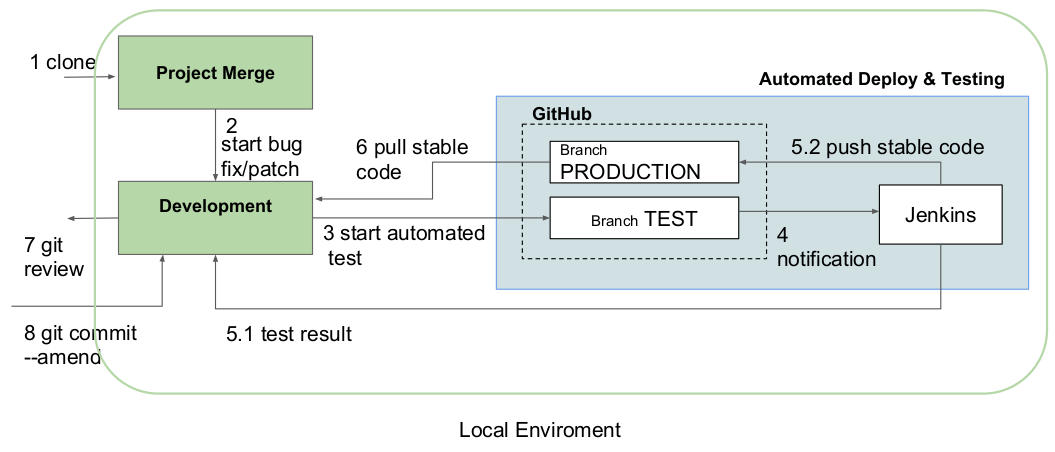 1 clone
Project Merge
Automated Deploy & Testing
GitHub
2
start bug
fix/patch
6 pull stable
code
Branch
PRODUCTION
5.2 push stable code
Development
Branch TEST
Jenkins
3 start automated
test
4
notification
7 git
review
8 git commit
--amend
5.1 test result
Local Enviroment